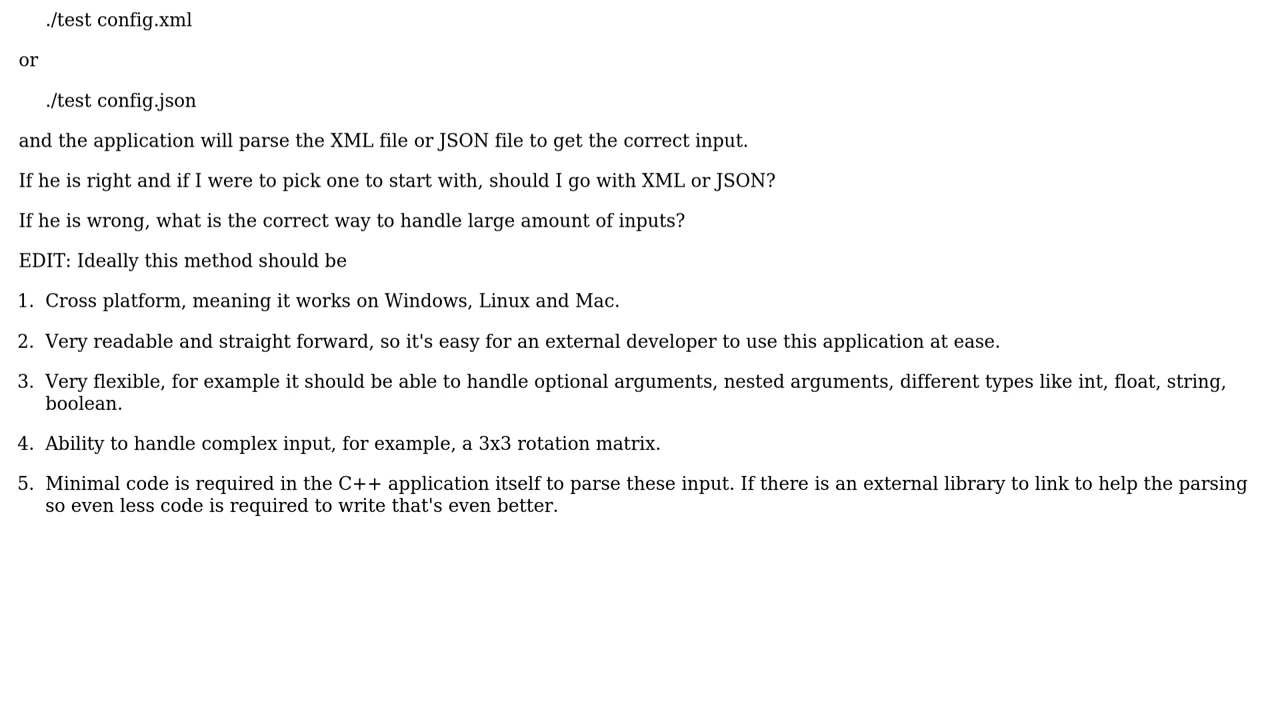 ./test config.xml
or
./test config.json
and the application will parse the XML file or JSON file to get the correct input.
If he is right and if I were to pick one to start with, should I go with XML or JSON?
If he is wrong, what is the correct way to handle large amount of inputs?
EDIT: Ideally this method should be
1. Cross platform, meaning it works on Windows, Linux and Mac.
2. Very readable and straight forward, so it's easy for an external developer to use this application at ease.
3. Very flexible, for example it should be able to handle optional arguments, nested arguments, different types like int, float, string,
boolean.
4. Ability to handle complex input, for example, a 3x3 rotation matrix.
5. Minimal code is required in the C++ application itself to parse these input. If there is an external library to link to help the parsing
so even less code is required to write that's even better.